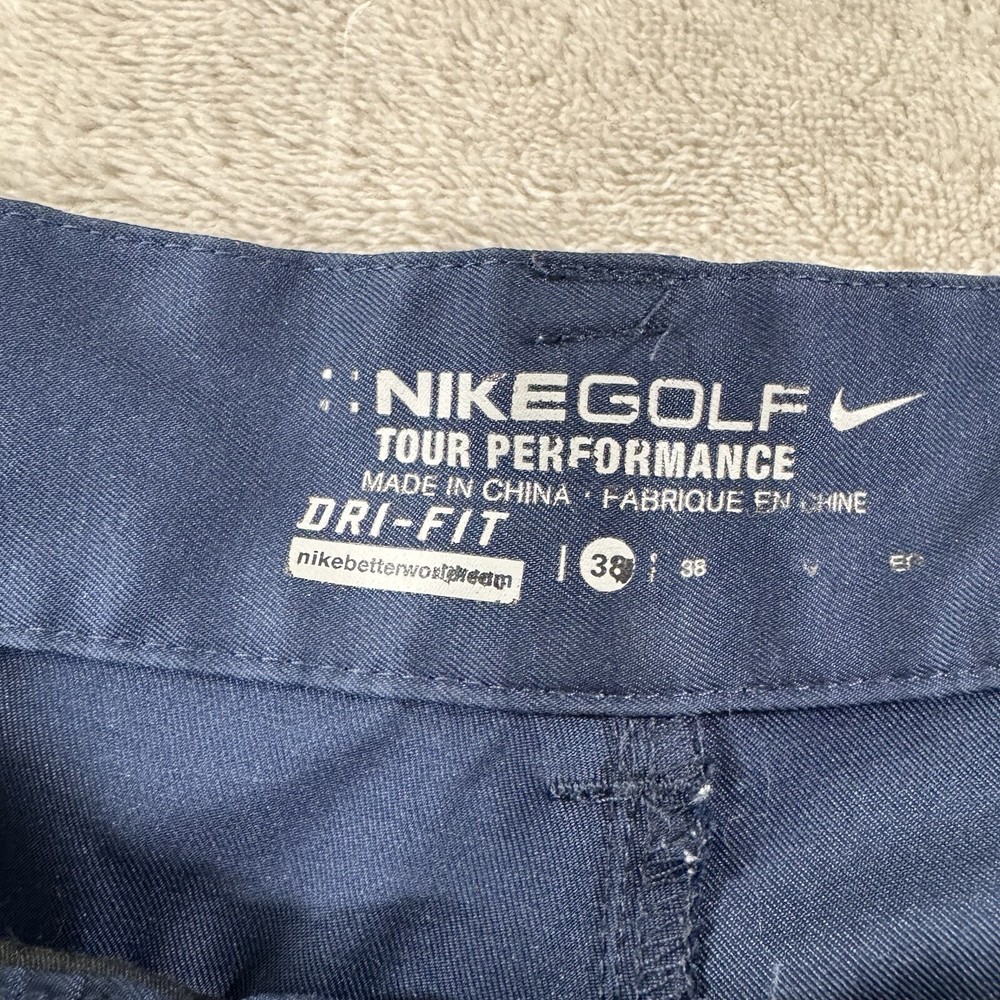 NIKEGOLF
TOUR PERFORMANCE
MADE IN CHINA · FABRIQUE EN CHINE
DRI-FIT
38 38